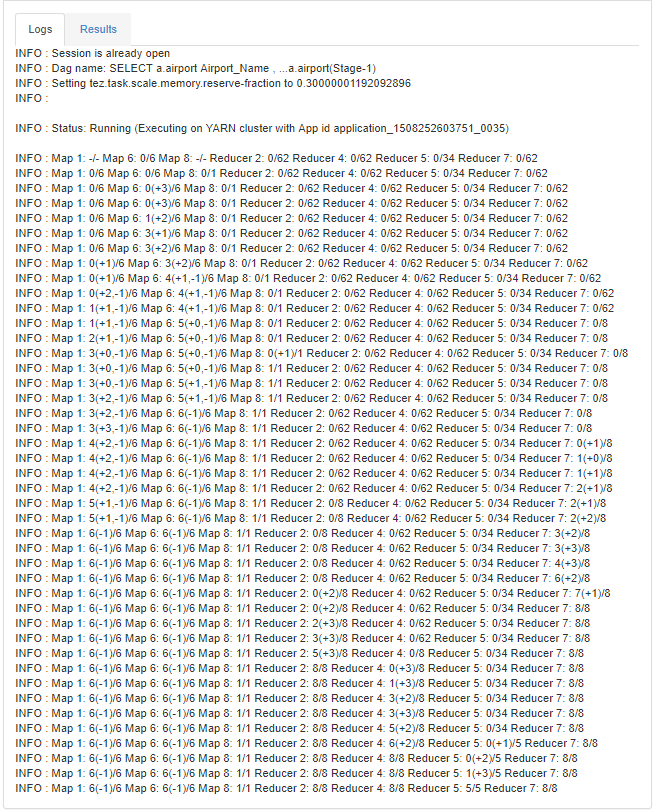 Logs
Results
INFO : Session is already open
INFO : Dag name: SELECT a.airport Airport_Name , ...a.airport(Stage-1)
INFO : Setting tez.task.scale.memory.reserve-fraction to 0.30000001192092896
INFO :
INFO : Status: Running (Executing on YARN cluster with App id application_1508252603751_0035)
INFO : Map 1: -/- Map 6: 0/6 Map 8: -/- Reducer 2: 0/62 Reducer 4: 0/62 Reducer 5: 0/34 Reducer 7: 0/62
INFO : Map 1: 0/6 Map 6: 0/6 Map 8: 0/1 Reducer 2: 0/62 Reducer 4: 0/62 Reducer 5: 0/34 Reducer 7: 0/62
INFO : Map 1: 0/6 Map 6: 0(+3)/6 Map 8: 0/1 Reducer 2: 0/62 Reducer 4: 0/62 Reducer 5: 0/34 Reducer 7: 0/62
INFO : Map 1: 0/6 Map 6: 0(+3)/6 Map 8: 0/1 Reducer 2: 0/62 Reducer 4: 0/62 Reducer 5: 0/34 Reducer 7: 0/62
INFO : Map 1: 0/6 Map 6: 1(+2)/6 Map 8: 0/1 Reducer 2: 0/62 Reducer 4: 0/62 Reducer 5: 0/34 Reducer 7: 0/62
INFO : Map 1: 0/6 Map 6: 3(+1)/6 Map 8: 0/1 Reducer 2: 0/62 Reducer 4: 0/62 Reducer 5: 0/34 Reducer 7: 0/62
INFO : Map 1: 0/6 Map 6: 3(+2)/6 Map 8: 0/1 Reducer 2: 0/62 Reducer 4: 0/62 Reducer 5: 0/34 Reducer 7: 0/62
INFO : Map 1: 0(+1)/6 Map 6: 3(+2)/6 Map 8: 0/1 Reducer 2: 0/62 Reducer 4: 0/62 Reducer 5: 0/34 Reducer 7: 0/62
INFO : Map 1: 0(+1)/6 Map 6: 4(+1,-1)/6 Map 8: 0/1 Reducer 2: 0/62 Reducer 4: 0/62 Reducer 5: 0/34 Reducer 7: 0/62
INFO : Map 1: 0(+2,-1)/6 Map 6: 4(+1,-1)/6 Map 8: 0/1 Reducer 2: 0/62 Reducer 4: 0/62 Reducer 5: 0/34 Reducer 7: 0/62
INFO : Map 1: 1(+1,-1)/6 Map 6: 4(+1,-1)/6 Map 8: 0/1 Reducer 2: 0/62 Reducer 4: 0/62 Reducer 5: 0/34 Reducer 7: 0/62
INFO : Map 1: 1(+1,-1)/6 Map 6: 5(+0,-1)/6 Map 8: 0/1 Reducer 2: 0/62 Reducer 4: 0/62 Reducer 5: 0/34 Reducer 7: 0/8
INFO : Map 1: 2(+1,-1)/6 Map 6: 5(+0,-1)/6 Map 8: 0/1 Reducer 2: 0/62 Reducer 4: 0/62 Reducer 5: 0/34 Reducer 7: 0/8
INFO : Map 1: 3(+0,-1)/6 Map 6: 5(+0,-1)/6 Map 8: 0(+1)/1 Reducer 2: 0/62 Reducer 4: 0/62 Reducer 5: 0/34 Reducer 7: 0/8
INFO : Map 1: 3(+0,-1)/6 Map 6: 5(+0,-1)/6 Map 8: 1/1 Reducer 2: 0/62 Reducer 4: 0/62 Reducer 5: 0/34 Reducer 7: 0/8
INFO : Map 1: 3(+0,-1)/6 Map 6: 5(+1,-1)/6 Map 8: 1/1 Reducer 2: 0/62 Reducer 4: 0/62 Reducer 5: 0/34 Reducer 7: 0/8
INFO : Map 1: 3(+2,-1)/6 Map 6: 5(+1,-1)/6 Map 8: 1/1 Reducer 2: 0/62 Reducer 4: 0/62 Reducer 5: 0/34 Reducer 7: 0/8
INFO : Map 1: 3(+2,-1)/6 Map 6: 6(-1)/6 Map 8: 1/1 Reducer 2: 0/62 Reducer 4: 0/62 Reducer 5: 0/34 Reducer 7: 0/8
INFO : Map 1: 3(+3,-1)/6 Map 6: 6(-1)/6 Map 8: 1/1 Reducer 2: 0/62 Reducer 4: 0/62 Reducer 5: 0/34 Reducer 7: 0/8
INFO : Map 1: 4(+2,-1)/6 Map 6: 6(-1)/6 Map 8: 1/1 Reducer 2: 0/62 Reducer 4: 0/62 Reducer 5: 0/34 Reducer 7: 0(+1)/8
INFO : Map 1: 4(+2,-1)/6 Map 6: 6(-1)/6 Map 8: 1/1 Reducer 2: 0/62 Reducer 4: 0/62 Reducer 5: 0/34 Reducer 7: 1(+0)/8
INFO : Map 1: 4(+2,-1)/6 Map 6: 6(-1)/6 Map 8: 1/1 Reducer 2: 0/62 Reducer 4: 0/62 Reducer 5: 0/34 Reducer 7: 1(+1)/8
INFO : Map 1: 4(+2,-1)/6 Map 6: 6(-1)/6 Map 8: 1/1 Reducer 2: 0/62 Reducer 4: 0/62 Reducer 5: 0/34 Reducer 7: 2(+1)/8
INFO : Map 1: 5(+1,-1)/6 Map 6: 6(-1)/6 Map 8: 1/1 Reducer 2: 0/8 Reducer 4: 0/62 Reducer 5: 0/34 Reducer 7: 2(+1)/8
INFO : Map 1: 5(+1,-1)/6 Map 6: 6(-1)/6 Map 8: 1/1 Reducer 2: 0/8 Reducer 4: 0/62 Reducer 5: 0/34 Reducer 7: 2(+2)/8
INFO : Map 1: 6(-1)/6 Map 6: 6(-1)/6 Map 8: 1/1 Reducer 2: 0/8 Reducer 4: 0/62 Reducer 5: 0/34 Reducer 7: 3(+2)/8
INFO : Map 1: 6(-1)/6 Map 6: 6(-1)/6 Map 8: 1/1 Reducer 2: 0/8 Reducer 4: 0/62 Reducer 5: 0/34 Reducer 7: 3(+3)/8
INFO : Map 1: 6(-1)/6 Map 6: 6(-1)/6 Map 8: 1/1 Reducer 2: 0/8 Reducer 4: 0/62 Reducer 5: 0/34 Reducer 7: 4(+3)/8
INFO : Map 1: 6(-1)/6 Map 6: 6(-1)/6 Map 8: 1/1 Reducer 2: 0/8 Reducer 4: 0/62 Reducer 5: 0/34 Reducer 7: 6(+2)/8
INFO : Map 1: 6(-1)/6 Map 6: 6(-1)/6 Map 8: 1/1 Reducer 2: 0(+2)/8 Reducer 4: 0/62 Reducer 5: 0/34 Reducer 7: 7(+1)/8
INFO : Map 1: 6(-1)/6 Map 6: 6(-1)/6 Map 8: 1/1 Reducer 2: 0(+2)/8 Reducer 4: 0/62 Reducer 5: 0/34 Reducer 7: 8/8
INFO : Map 1: 6(-1)/6 Map 6: 6(-1)/6 Map 8: 1/1 Reducer 2: 2(+3)/8 Reducer 4: 0/62 Reducer 5: 0/34 Reducer 7: 8/8
INFO : Map 1: 6(-1)/6 Map 6: 6(-1)/6 Map 8: 1/1 Reducer 2: 3(+3)/8 Reducer 4: 0/62 Reducer 5: 0/34 Reducer 7: 8/8
INFO : Map 1: 6(-1)/6 Map 6: 6(-1)/6 Map 8: 1/1 Reducer 2: 5(+3)/8 Reducer 4: 0/8 Reducer 5: 0/34 Reducer 7: 8/8
INFO : Map 1: 6(-1)/6 Map 6: 6(-1)/6 Map 8: 1/1 Reducer 2: 8/8 Reducer 4: 0(+3)/8 Reducer 5: 0/34 Reducer 7: 8/8
INFO : Map 1: 6(-1)/6 Map 6: 6(-1)/6 Map 8: 1/1 Reducer 2: 8/8 Reducer 4: 1(+3)/8 Reducer 5: 0/34 Reducer 7: 8/8
INFO : Map 1: 6(-1)/6 Map 6: 6(-1)/6 Map 8: 1/1 Reducer 2: 8/8 Reducer 4: 3(+2)/8 Reducer 5: 0/34 Reducer 7: 8/8
INFO : Map 1: 6(-1)/6 Map 6: 6(-1)/6 Map 8: 1/1 Reducer 2: 8/8 Reducer 4: 3(+3)/8 Reducer 5: 0/34 Reducer 7: 8/8
INFO : Map 1: 6(-1)/6 Map 6: 6(-1)/6 Map 8: 1/1 Reducer 2: 8/8 Reducer 4: 5(+2)/8 Reducer 5: 0/34 Reducer 7: 8/8
INFO : Map 1: 6(-1)/6 Map 6: 6(-1)/6 Map 8: 1/1 Reducer 2: 8/8 Reducer 4: 6(+2)/8 Reducer 5: 0(+1)/5 Reducer 7: 8/8
INFO : Map 1: 6(-1)/6 Map 6: 6(-1)/6 Map 8: 1/1 Reducer 2: 8/8 Reducer 4: 8/8 Reducer 5: 0(+2)/5 Reducer 7: 8/8
INFO : Map 1: 6(-1)/6 Map 6: 6(-1)/6 Map 8: 1/1 Reducer 2: 8/8 Reducer 4: 8/8 Reducer 5: 1(+3)/5 Reducer 7: 8/8
INFO : Map 1: 6(-1)/6 Map 6: 6(-1)/6 Map 8: 1/1 Reducer 2: 8/8 Reducer 4: 8/8 Reducer 5: 5/5 Reducer 7: 8/8